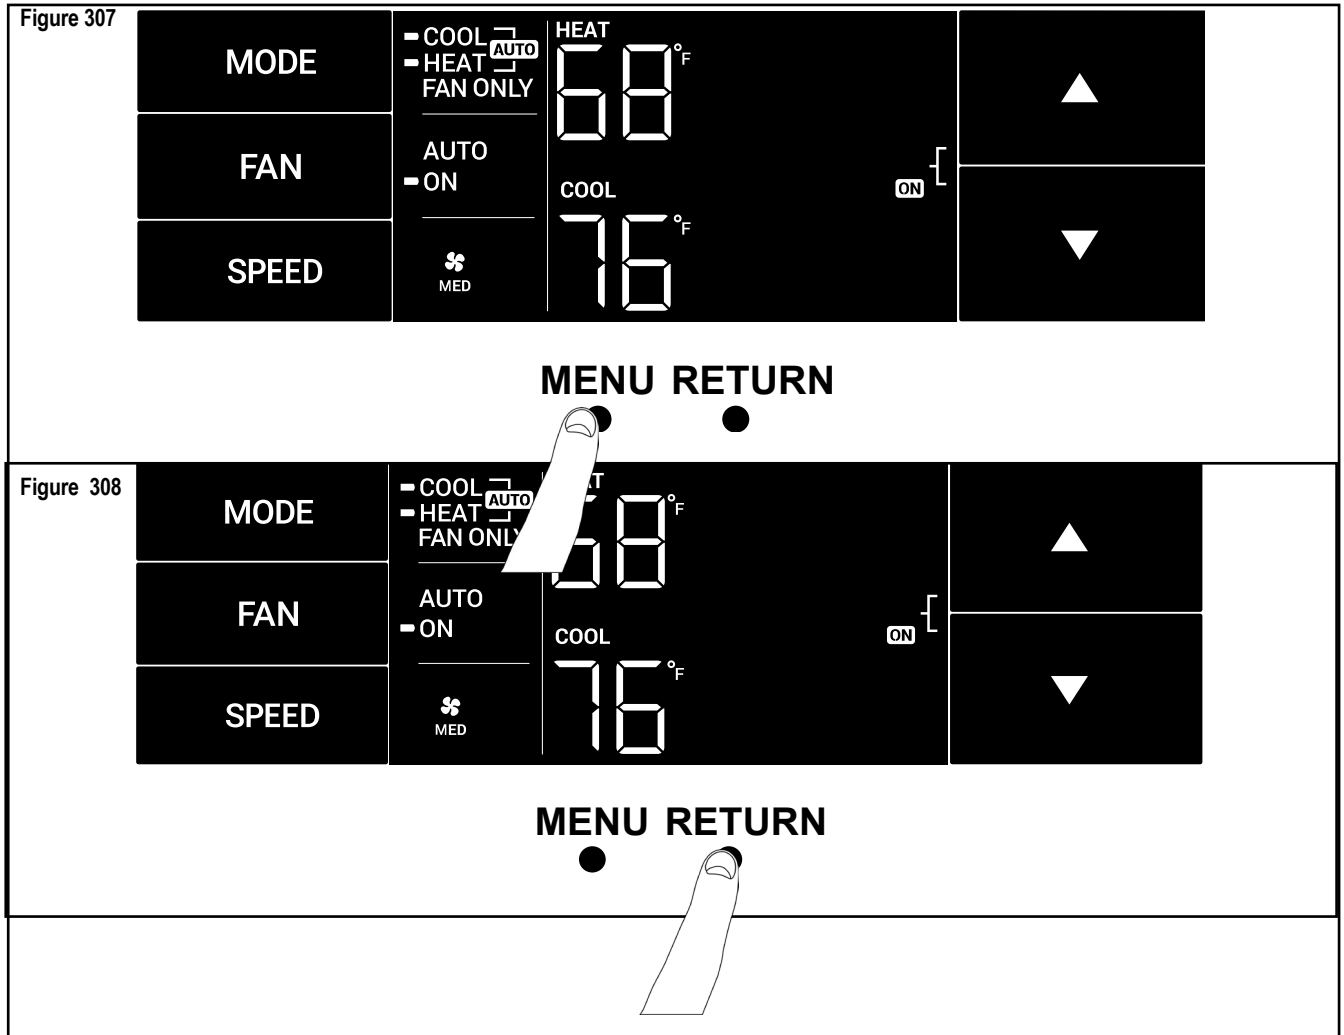 Figure 307
MODE
FAN
SPEED
COOL
AUTO
HEAT
FAN ONLY
AUTO
ON
MED
HEAT
68 °F
COOL
76 °F
ON
MENU RETURN
Figure 308
MODE
FAN
SPEED
COOL
AUTO
HEAT
FAN ONLY
AUTO
ON
MED
68 °F
COOL
76 °F
ON
MENU RETURN